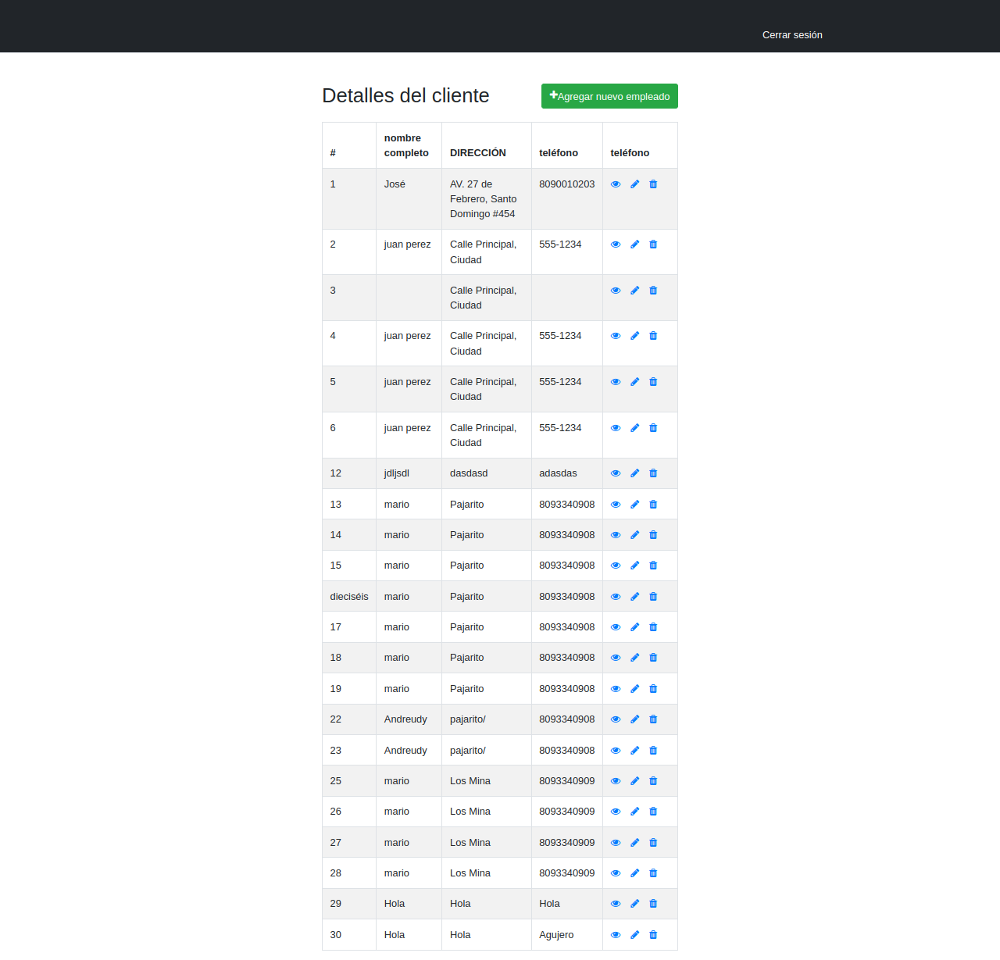 Cerrar sesión
Detalles del cliente
Agregar nuevo empleado
# nombre completo DIRECCIÓN teléfono teléfono
1 José AV. 27 de Febrero, Santo Domingo #454 8090010203
2 juan perez Calle Principal, Ciudad 555-1234
3 Calle Principal, Ciudad
4 juan perez Calle Principal, Ciudad 555-1234
5 juan perez Calle Principal, Ciudad 555-1234
6 juan perez Calle Principal, Ciudad 555-1234
12 jdljsdl dasdasd adasdas
13 mario Pajarito 8093340908
14 mario Pajarito 8093340908
15 mario Pajarito 8093340908
dieciséis mario Pajarito 8093340908
17 mario Pajarito 8093340908
18 mario Pajarito 8093340908
19 mario Pajarito 8093340908
22 Andreudy pajarito/ 8093340908
23 Andreudy pajarito/ 8093340908
25 mario Los Mina 8093340909
26 mario Los Mina 8093340909
27 mario Los Mina 8093340909
28 mario Los Mina 8093340909
29 Hola Hola Hola
30 Hola Hola Agujero